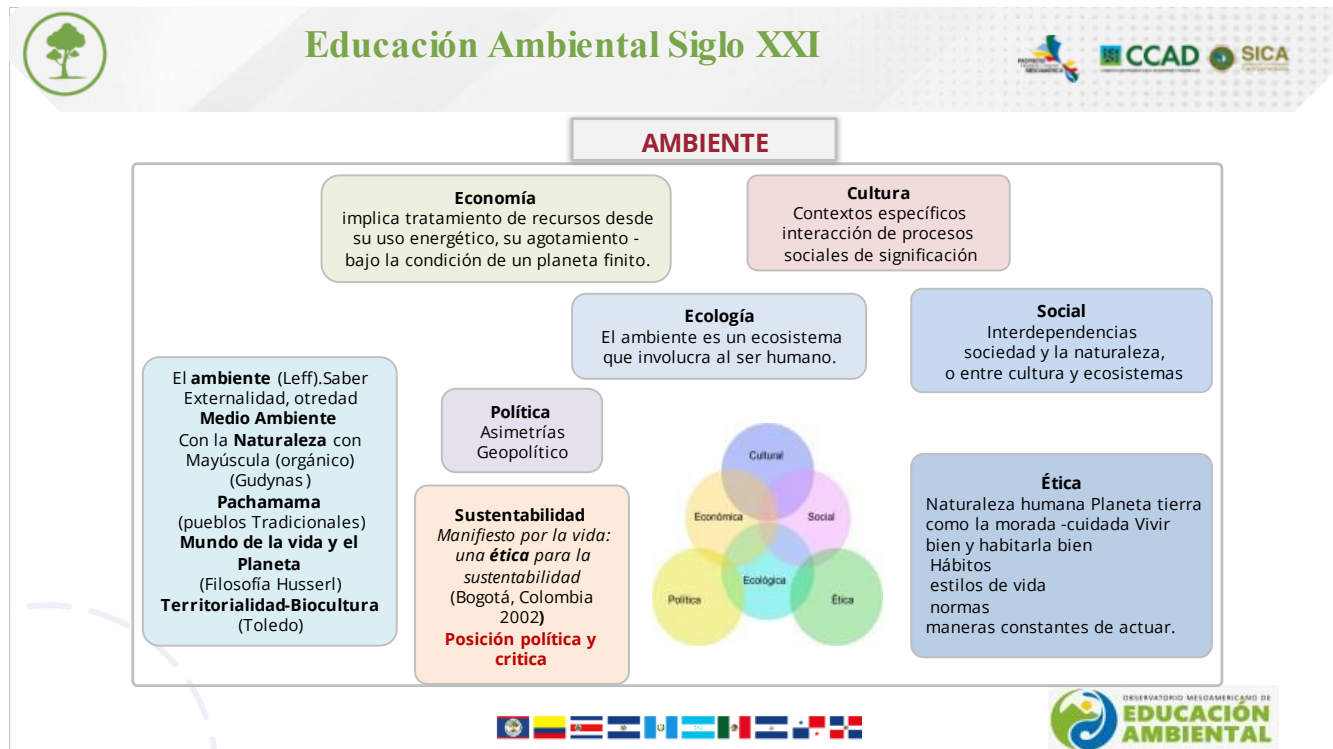 Educación Ambiental Siglo XXI
CCAD
SICA
AMBIENTE
Economía
implica tratamiento de recursos desde
su uso energético, su agotamiento -
bajo la condición de un planeta finito.
Cultura
Contextos específicos
interacción de procesos
sociales de significación
Ecología
El ambiente es un ecosistema
que involucra al ser humano.
Social
Interdependencias
sociedad y la naturaleza,
o entre cultura y ecosistemas
El ambiente (Leff).Saber
Externalidad, otredad
Medio Ambiente
Con la Naturaleza con
Mayúscula (orgánico)
(Gudynas)
Pachamama
(pueblos Tradicionales)
Mundo de la vida y el
Planeta
(Filosofía Husserl)
Territorialidad-Biocultura
(Toledo)
Política
Asimetrías
Geopolítico
Sustentabilidad
Manifiesto por la vida:
una ética para la
sustentabilidad
(Bogotá, Colombia
2002)
Posición política y
critica
Cultural
Económica
Social
Ecológica
Política
Ética
Ética
Naturaleza humana Planeta tierra
como la morada -cuidada Vivir
bien y habitarla bien
Hábitos
estilos de vida
normas
maneras constantes de actuar.
OBSERVATORIO MESOAMERICANO DE
EDUCACIÓN
AMBIENTAL